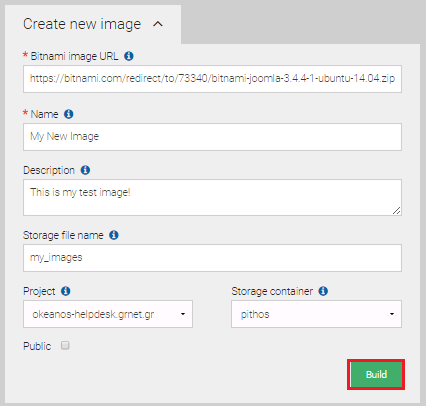 Create new image
* Bitnami image URL
https://bitnami.com/redirect/to/73340/bitnami-joomla-3.4.4-1-ubuntu-14.04.zip
* Name
My New Image
Description
This is my test image!
Storage file name
my_images
Project Storage container
okeanos-helpdesk.grnet.gr pithos
Public
Build